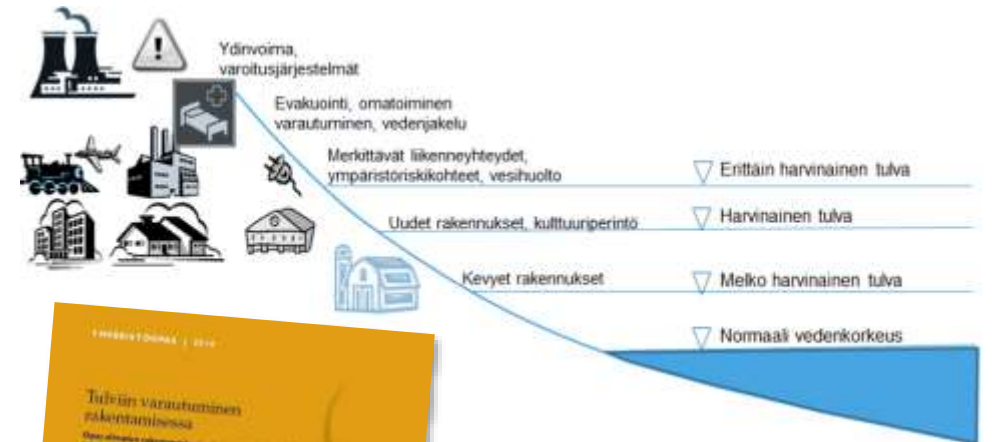 Ydinvoima,
varoitusjärjestelmät
Evakuointi, omatoiminen
varautuminen, vedenjakelu
Merkittävät liikenneyhteydet,
ympäristöriskikohteet, vesihuolto
Erittäin harvinainen tulva
Uudet rakennukset, kulttuuriperintö
Harvinainen tulva
Kevyet rakennukset
Melko harvinainen tulva
Normaali vedenkorkeus
Tulviin varautuminen
rakentamisessa